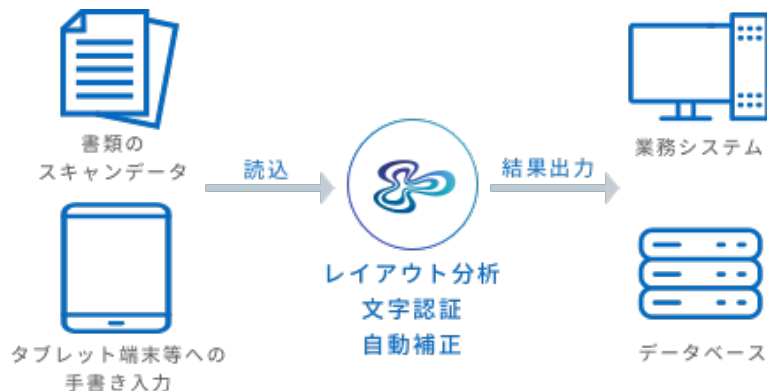 書類の
スキャンデータ
タブレット端末等への
手書き入力
読込
レイアウト分析
文字認証
自動補正
結果出力
業務システム
データベース